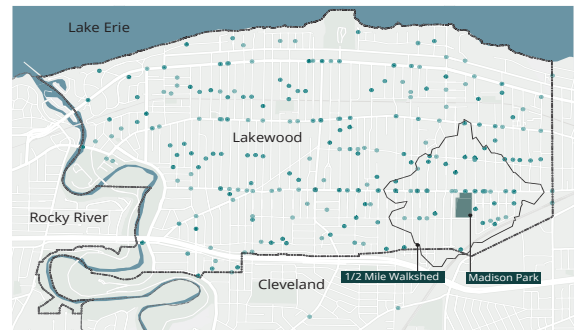 Lake Erie
Lakewood
Rocky River
1/2 Mile Walkshed
Madison Park
Cleveland